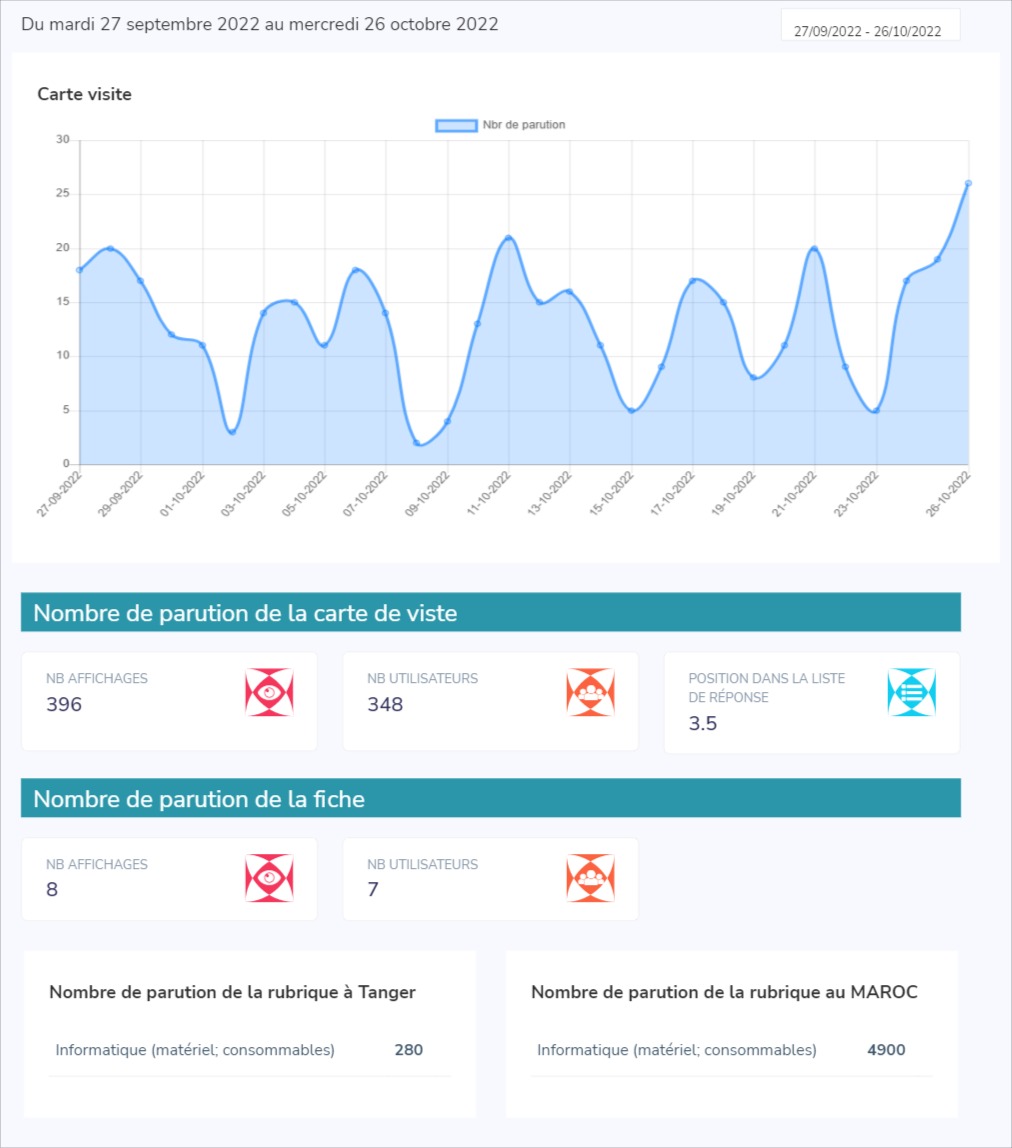 Du mardi 27 septembre 2022 au mercredi 26 octobre 2022
27/09/2022 - 26/10/2022
Carte visite
Nbr de parution
30
25
20
15
10
5
0
27-09-2022
29-09-2022
01-10-2022
03-10-2022
05-10-2022
07-10-2022
09-10-2022
11-10-2022
13-10-2022
15-10-2022
17-10-2022
19-10-2022
21-10-2022
23-10-2022
26-10-2022
Nombre de parution de la carte de viste
NB AFFICHAGES
396
NB UTILISATEURS
348
POSITION DANS LA LISTE
DE RÉPONSE
3.5
Nombre de parution de la fiche
NB AFFICHAGES
8
NB UTILISATEURS
7
Nombre de parution de la rubrique à Tanger
Informatique (matériel; consommables) 280
Nombre de parution de la rubrique au MAROC
Informatique (matériel; consommables) 4900